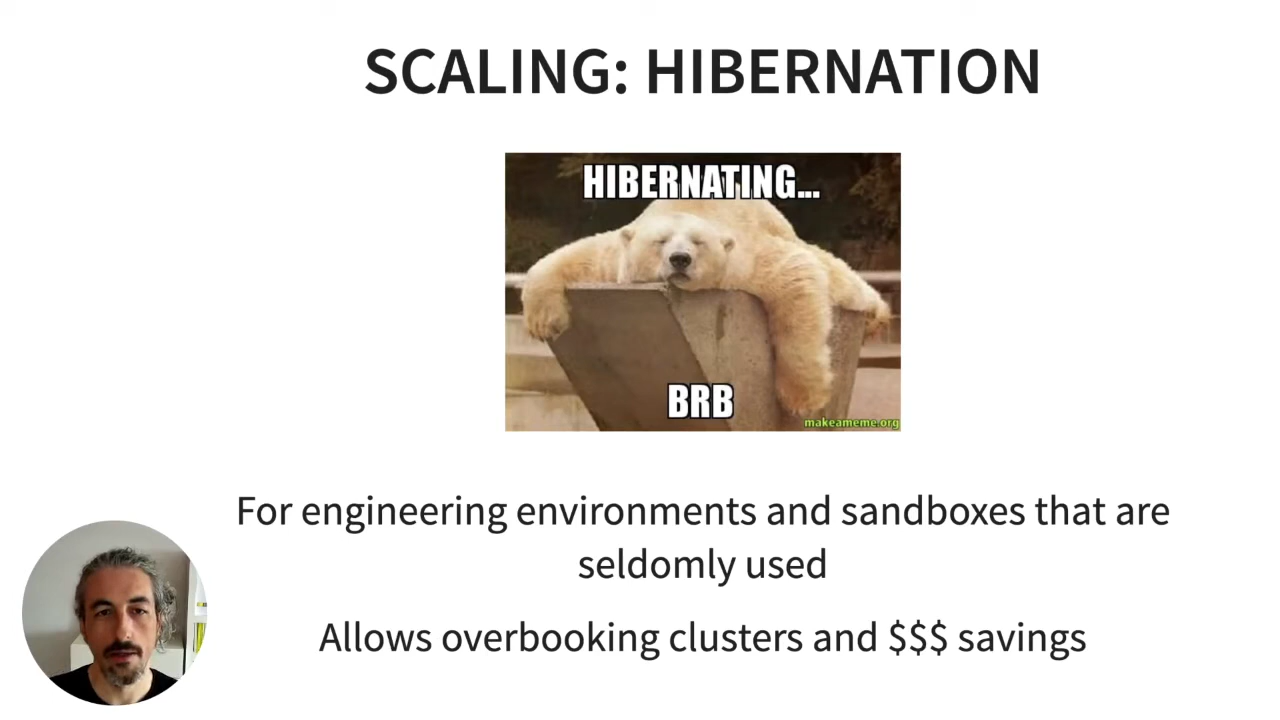 SCALING: HIBERNATION
HIBERNATING...
BRB
makeameme.org
For engineering environments and sandboxes that are
seldomly used
Allows overbooking clusters and $$$ savings